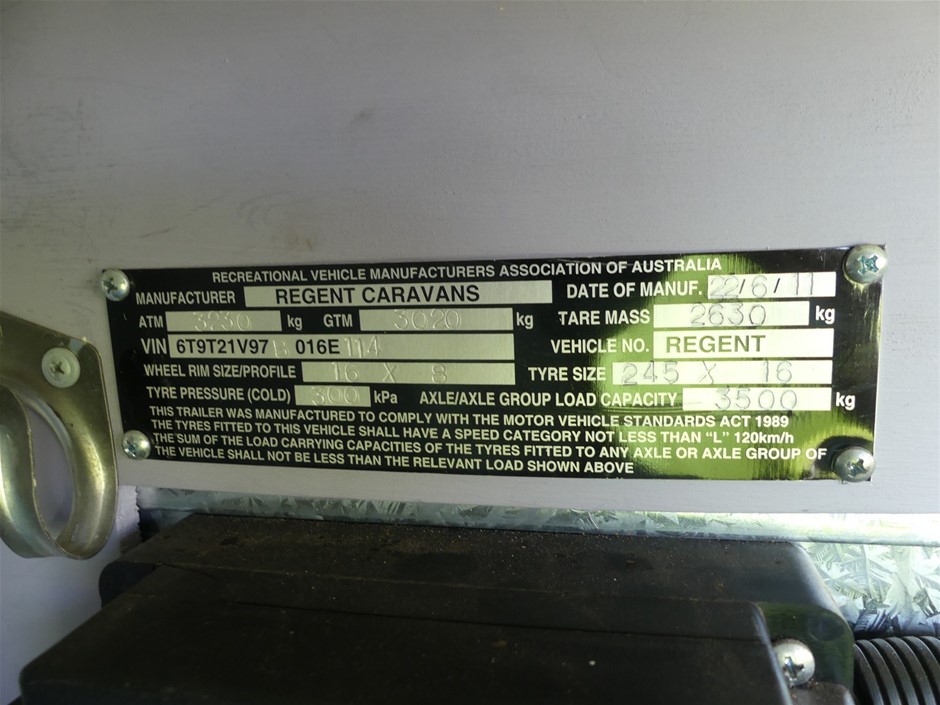 RECREATIONAL VEHICLE MANUFACTURERS ASSOCIATION OF AUSTRALIA
MANUFACTURER REGENT CARAVANS DATE OF MANUF. 22/6/11
ATM 3230 kg GTM 3020 kg TARE MASS 2630 kg
VIN 6T9T21V97 016E 114 VEHICLE NO. REGENT
WHEEL RIM SIZE/PROFILE 16 X 8 TYRE SIZE 245 X 16
TYRE PRESSURE (COLD) 300 kPa AXLE/AXLE GROUP LOAD CAPACITY 3500 kg
THIS TRAILER WAS MANUFACTURED TO COMPLY WITH THE MOTOR VEHICLE STANDARDS ACT 1989
THE TYRES FITTED TO THIS VEHICLE SHALL HAVE A SPEED CATEGORY NOT LESS THAN "L" 120km/h
THE SUM OF THE LOAD CARRYING CAPACITIES OF THE TYRES FITTED TO ANY AXLE OR AXLE GROUP OF
THE VEHICLE SHALL NOT BE LESS THAN THE RELEVANT LOAD SHOWN ABOVE